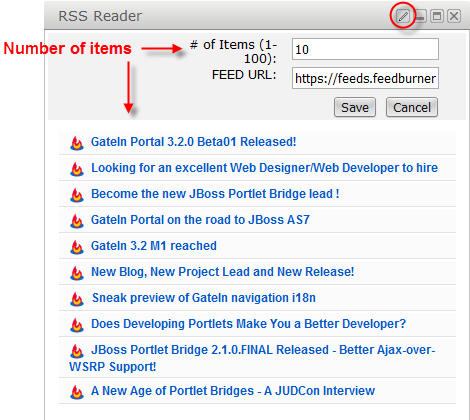 RSS Reader
Number of items
# of Items (1-
100):
10
FEED URL:
https://feeds.feedburner
Save
Cancel
GateIn Portal 3.2.0 Beta01 Released!
Looking for an excellent Web Designer/Web Developer to hire
Become the new JBoss Portlet Bridge lead !
GateIn Portal on the road to JBoss AS7
GateIn 3.2 M1 reached
New Blog, New Project Lead and New Release!
Sneak preview of GateIn navigation i18n
Does Developing Portlets Make You a Better Developer?
JBoss Portlet Bridge 2.1.0.FINAL Released - Better Ajax-over-
WSRP Support!
A New Age of Portlet Bridges - A JUDCon Interview